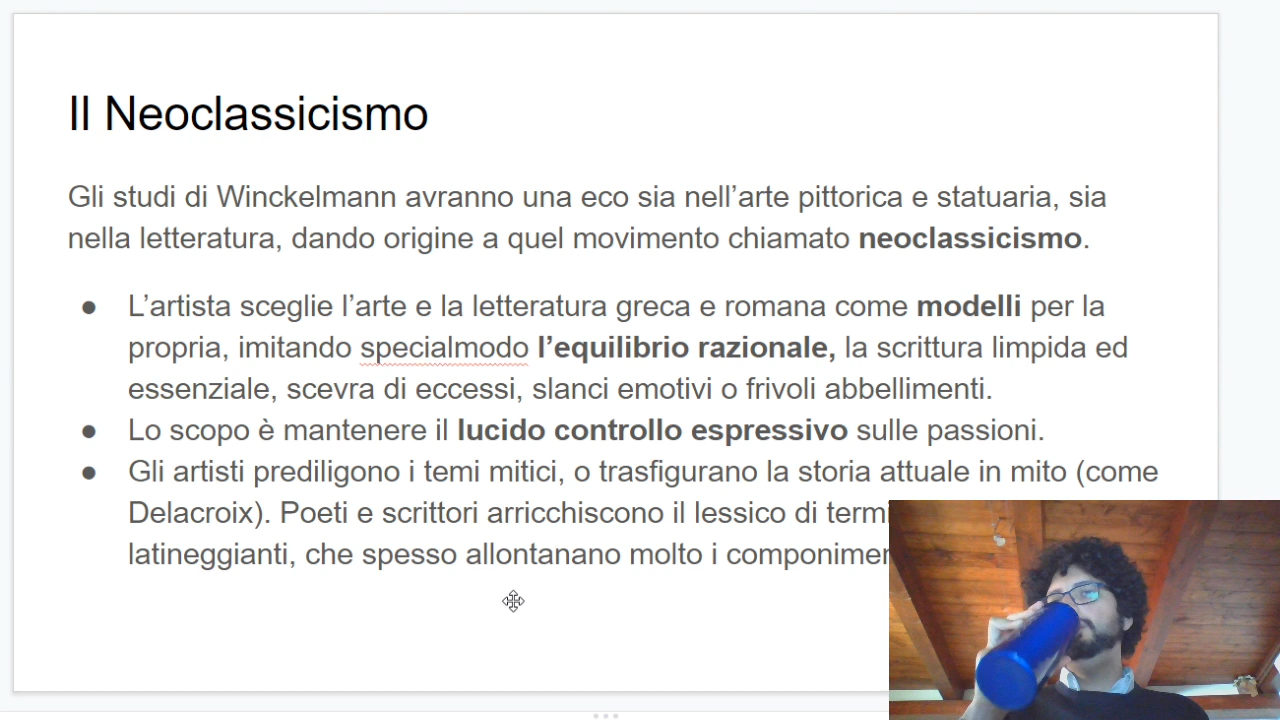 Il Neoclassicismo
Gli studi di Winckelmann avranno una eco sia nell’arte pittorica e statuaria, sia
nella letteratura, dando origine a quel movimento chiamato neoclassicismo.
● L’artista sceglie l’arte e la letteratura greca e romana come modelli per la
propria, imitando specialmodo l’equilibrio razionale, la scrittura limpida ed
essenziale, scevra di eccessi, slanci emotivi o frivoli abbellimenti.
● Lo scopo è mantenere il lucido controllo espressivo sulle passioni.
● Gli artisti prediligono i temi mitici, o trasfigurano la storia attuale in mito (come
Delacroix). Poeti e scrittori arricchiscono il lessico di
latineggianti, che spesso allontanano molto i